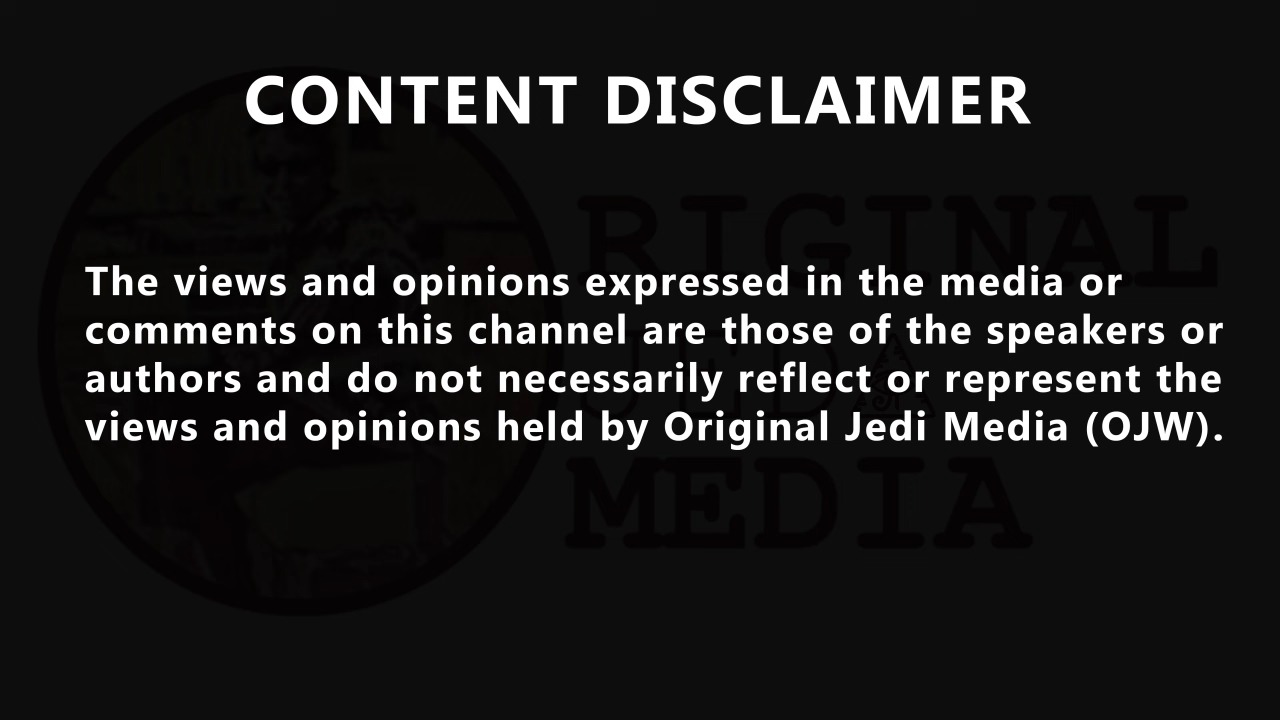 CONTENT DISCLAIMER
RIGINAL
The views and opinions expressed in the media or
comments on this channel are those of the speakers or
authors and do not necessarily reflect or represent the
views and opinions held by Original Jedi Media (OJW).
MEDIA